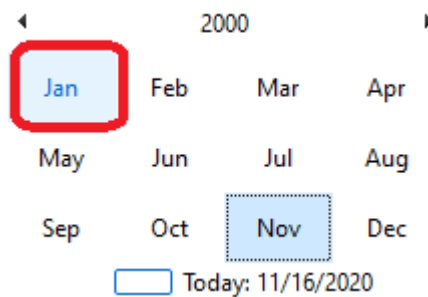 2000
Jan Feb Mar Apr
May Jun Jul Aug
Sep Oct Nov Dec
Today: 11/16/2020